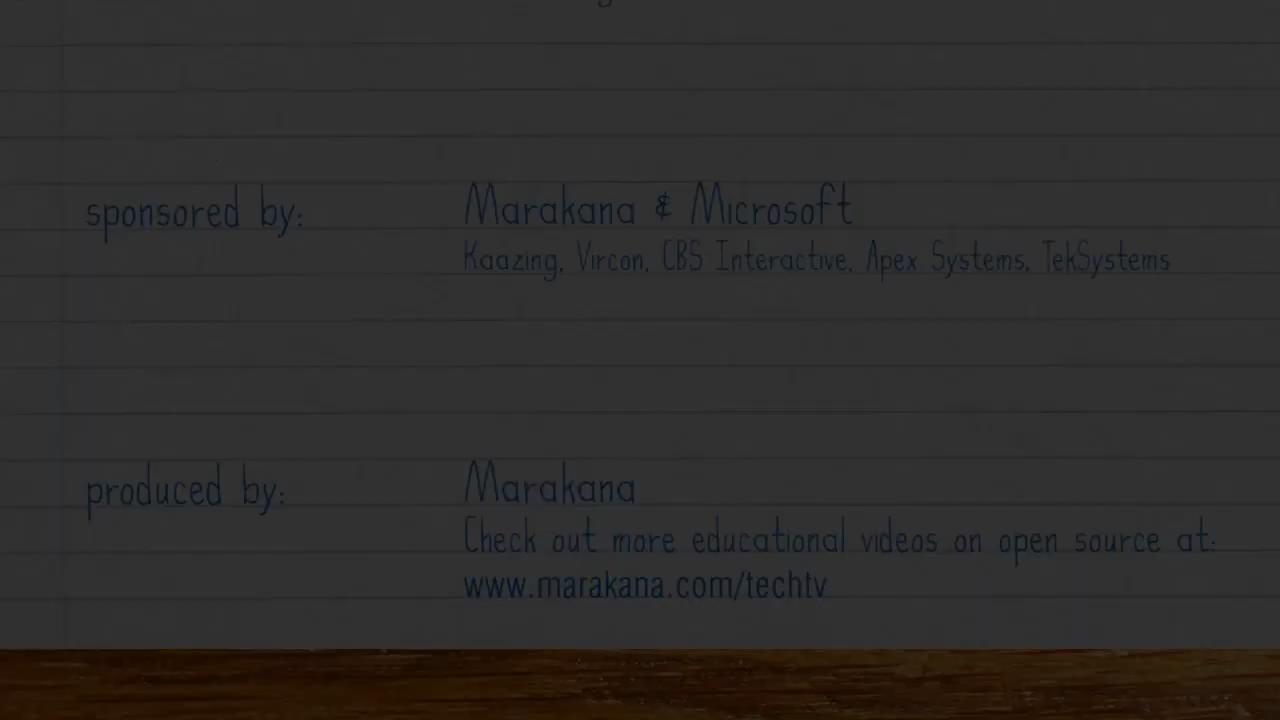 sponsored by: Marakana & Microsoft
Kaazing, Vircon, CBS Interactive, Apex Systems, TekSystems
produced by: Marakana
Check out more educational videos on open source at:
www.marakana.com/techtv